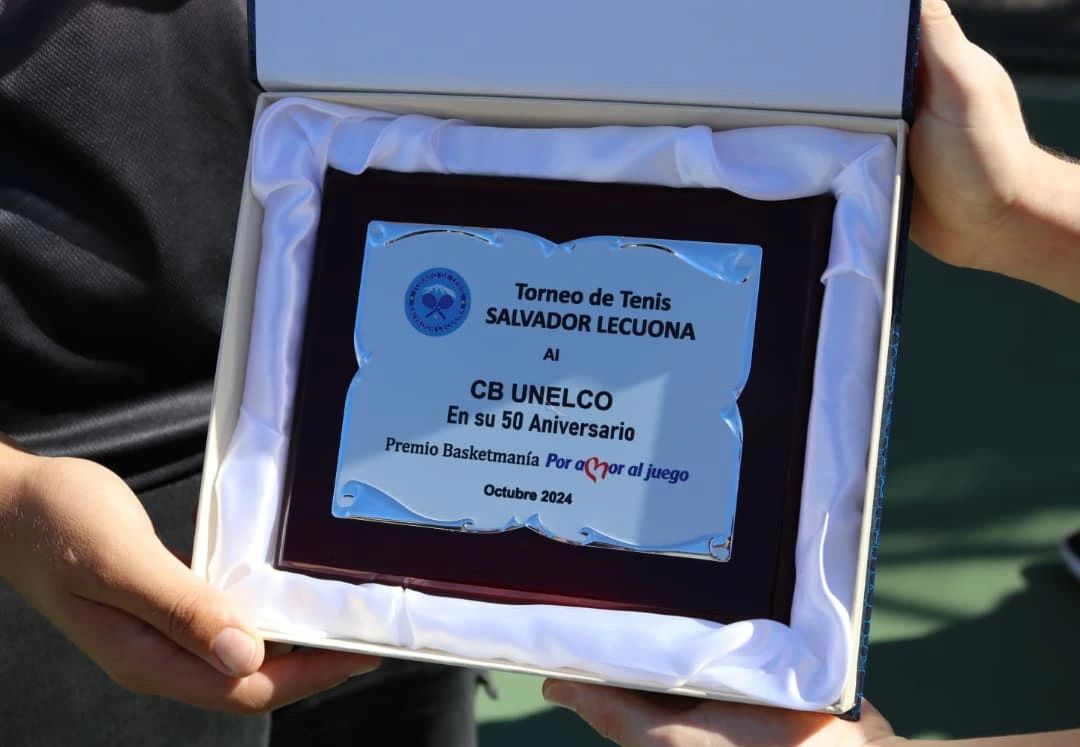 Torneo de Tenis
SALVADOR LECUONA
Al
CB UNELCO
En su 50 Aniversario
Premio Basketmanía Por amor al juego
Octubre 2024